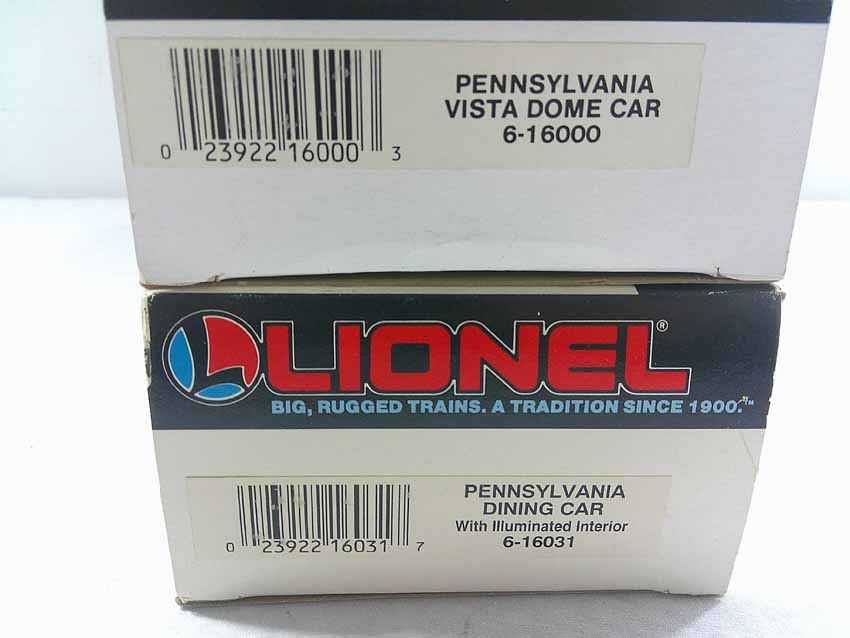 PENNSYLVANIA
VISTA DOME CAR
6-16000
0 23922 16000 3
LIONEL®
BIG, RUGGED TRAINS. A TRADITION SINCE 1900.™
PENNSYLVANIA
DINING CAR
With Illuminated Interior
6-16031
0 23922 16031 7